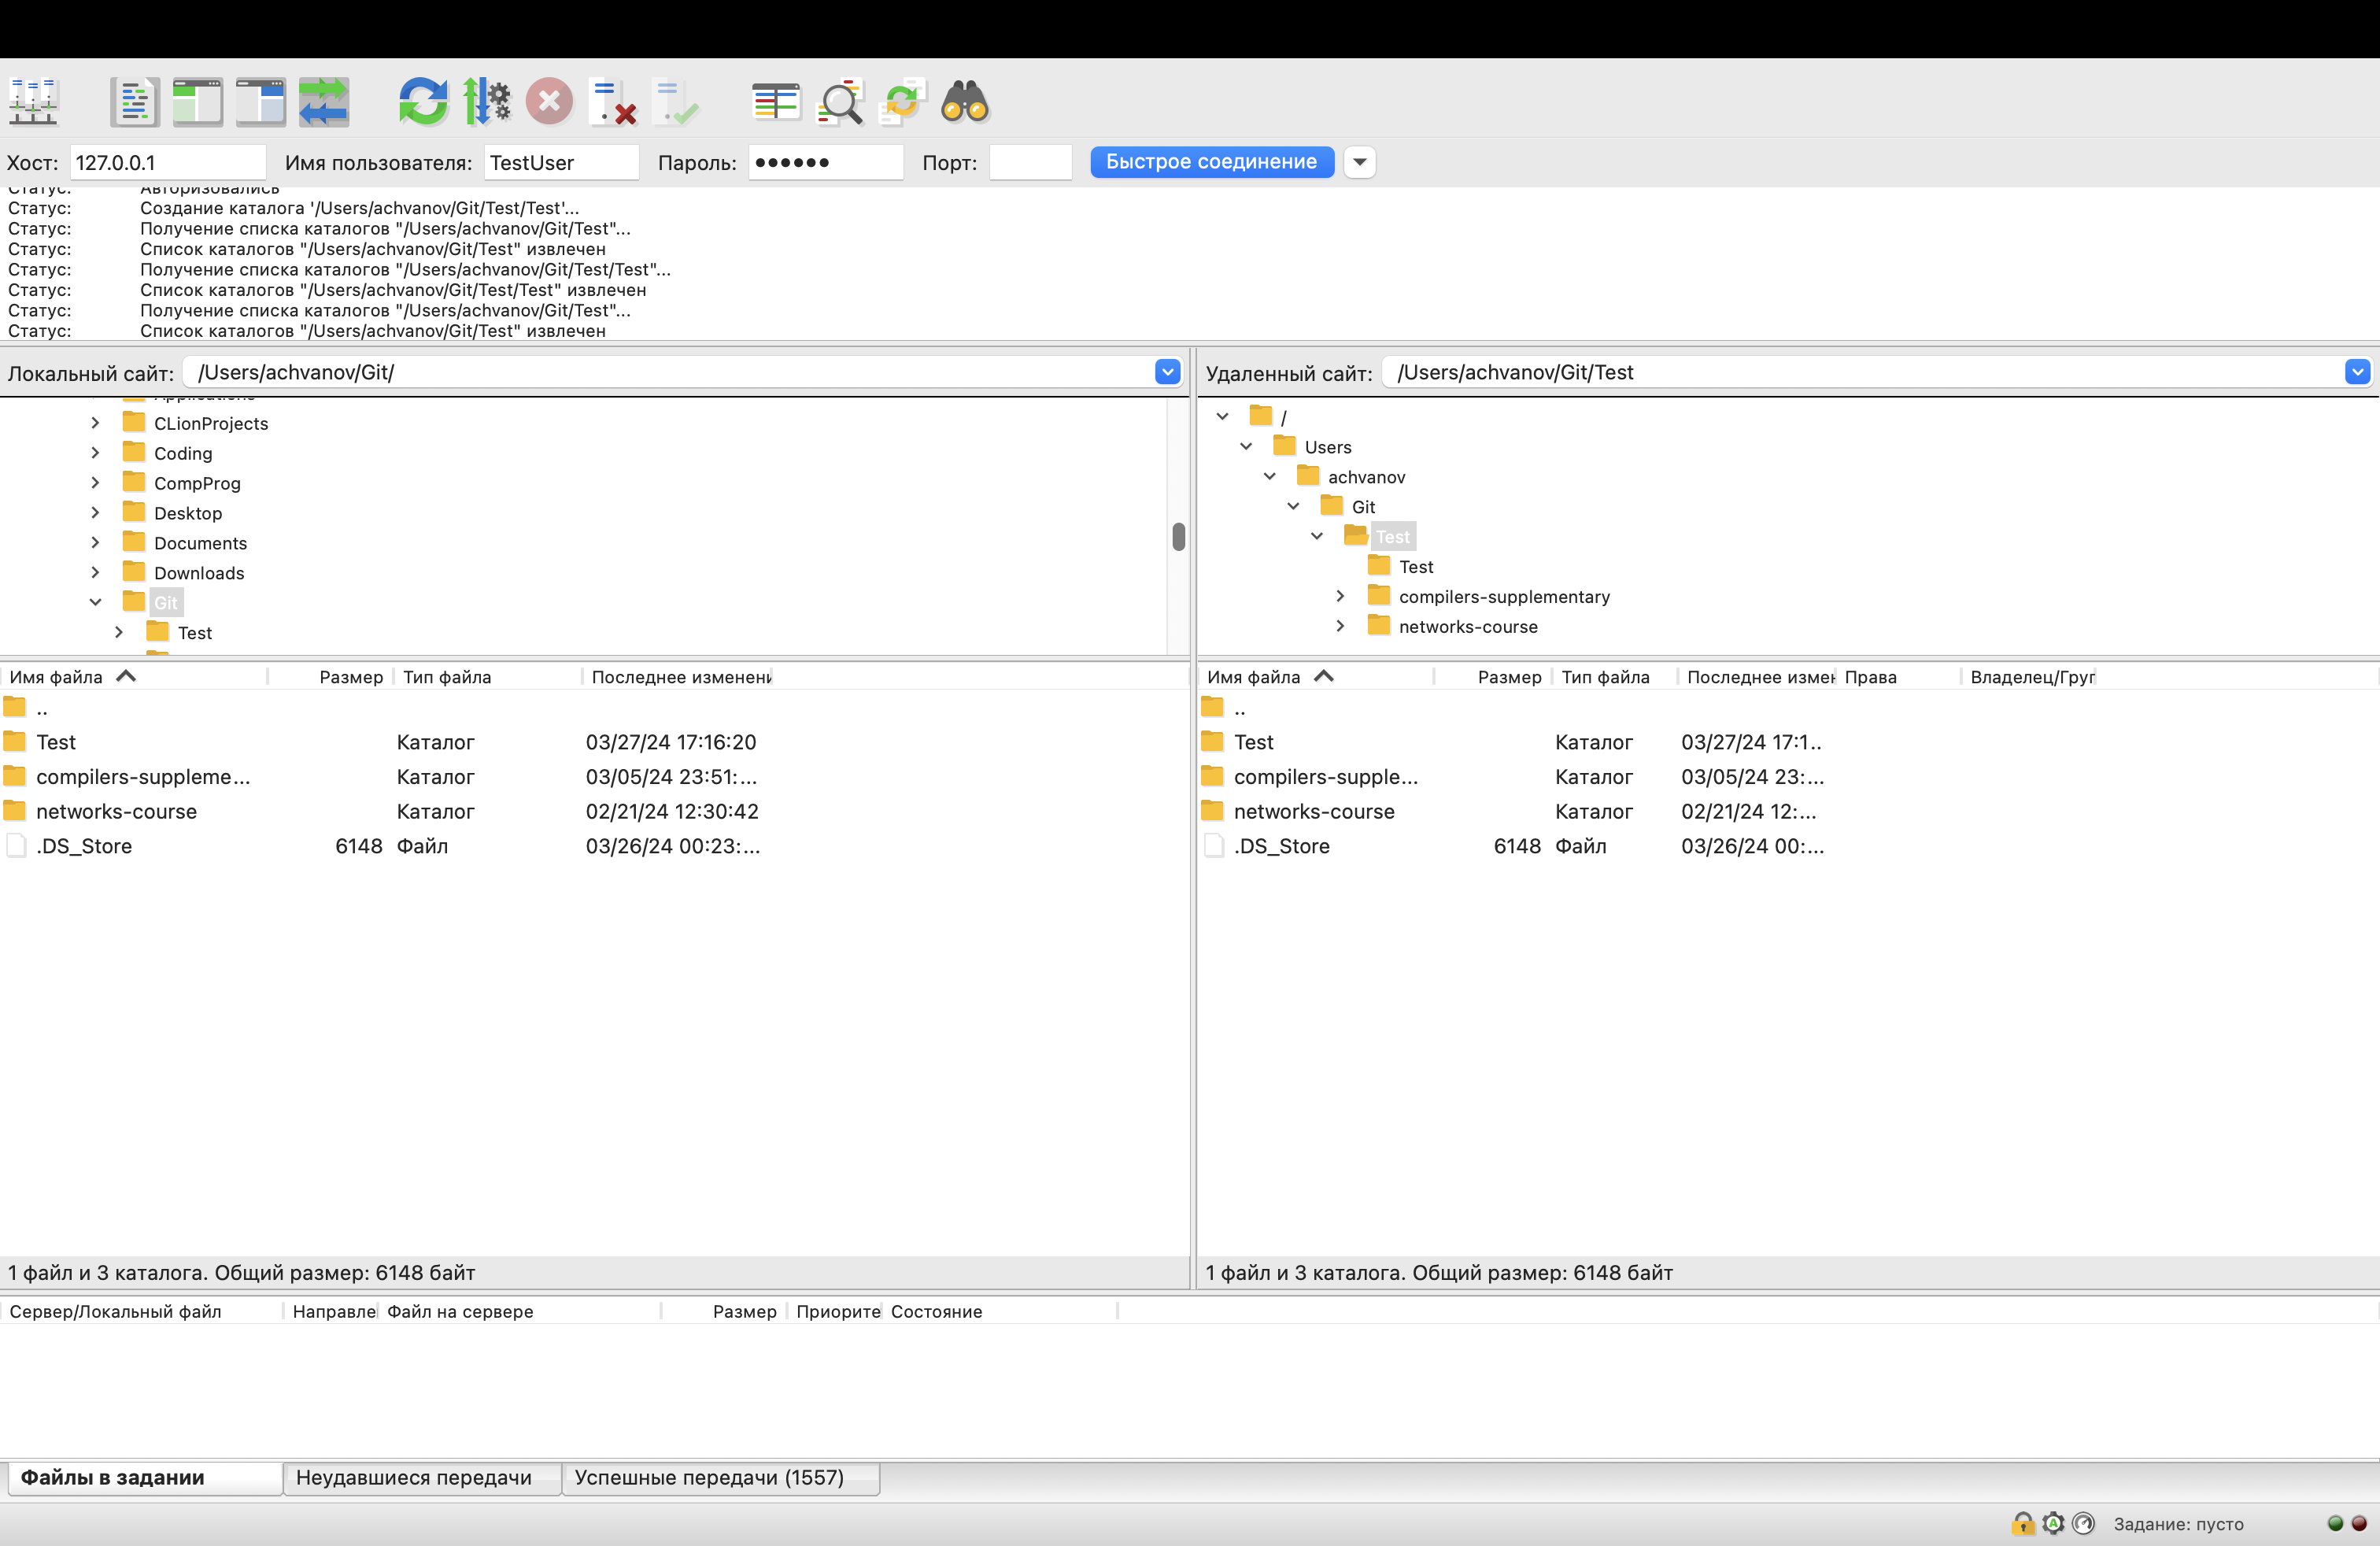 Хост: 127.0.0.1 Имя пользователя: TestUser Пароль: •••••• Порт: Быстрое соединение
Статус: Авторизовались
Статус: Создание каталога '/Users/achvanov/Git/Test/Test'...
Статус: Получение списка каталогов "/Users/achvanov/Git/Test"...
Статус: Список каталогов "/Users/achvanov/Git/Test" извлечен
Статус: Получение списка каталогов "/Users/achvanov/Git/Test/Test"...
Статус: Список каталогов "/Users/achvanov/Git/Test/Test" извлечен
Статус: Получение списка каталогов "/Users/achvanov/Git/Test"...
Статус: Список каталогов "/Users/achvanov/Git/Test" извлечен
Локальный сайт: /Users/achvanov/Git/
Applications
CLionProjects
Coding
CompProg
Desktop
Documents
Downloads
Git
Test
Имя файла Размер Тип файла Последнее изменени
..
Test Каталог 03/27/24 17:16:20
compilers-suppleme... Каталог 03/05/24 23:51:...
networks-course Каталог 02/21/24 12:30:42
.DS_Store 6148 Файл 03/26/24 00:23:...
1 файл и 3 каталога. Общий размер: 6148 байт
Удаленный сайт: /Users/achvanov/Git/Test
/
Users
achvanov
Git
Test
Test
compilers-supplementary
networks-course
Имя файла Размер Тип файла Последнее измен Права Владелец/Груп
..
Test Каталог 03/27/24 17:1..
compilers-supple... Каталог 03/05/24 23:...
networks-course Каталог 02/21/24 12:...
.DS_Store 6148 Файл 03/26/24 00:...
1 файл и 3 каталога. Общий размер: 6148 байт
Сервер/Локальный файл Направле Файл на сервере Размер Приорите Состояние
Файлы в задании Неудавшиеся передачи Успешные передачи (1557)
Задание: пусто